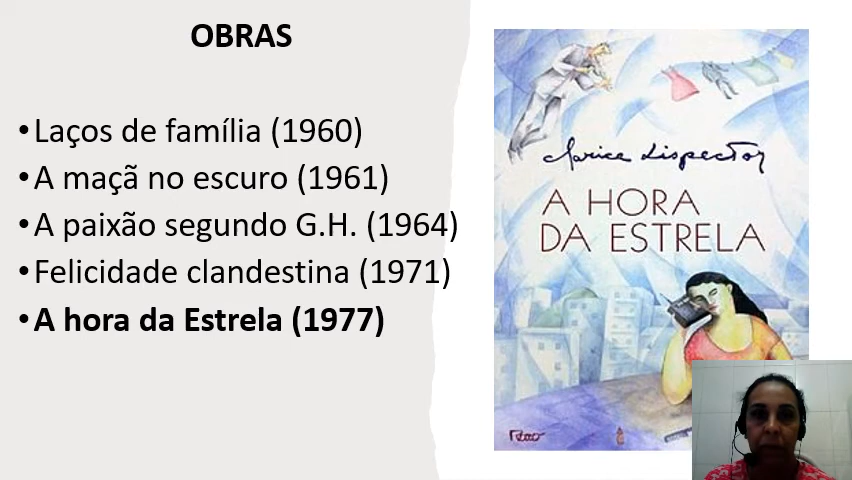 OBRAS
•Laços de família (1960)
•A maçã no escuro (1961)
•A paixão segundo G.H. (1964)
•Felicidade clandestina (1971)
•A hora da Estrela (1977)
Clarice Lispector
A HORA
DA ESTRELA